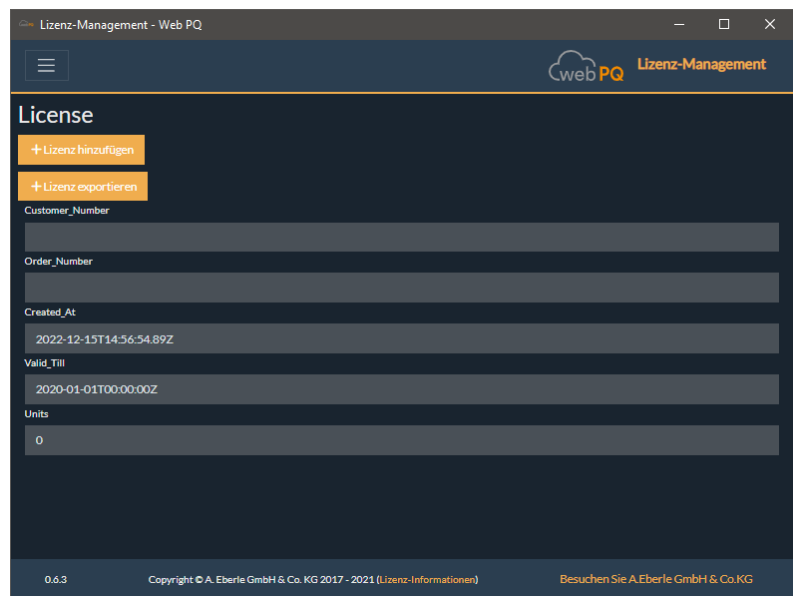 Lizenz-Management - Web PQ
web PQ Lizenz-Management
License
+ Lizenz hinzufügen
+ Lizenz exportieren
Customer_Number
Order_Number
Created_At
2022-12-15T14:56:54.89Z
Valid_Till
2020-01-01T00:00:00Z
Units
0
0.6.3 Copyright © A. Eberle GmbH & Co. KG 2017 - 2021 (Lizenz-Informationen) Besuchen Sie A.Eberle GmbH & Co.KG